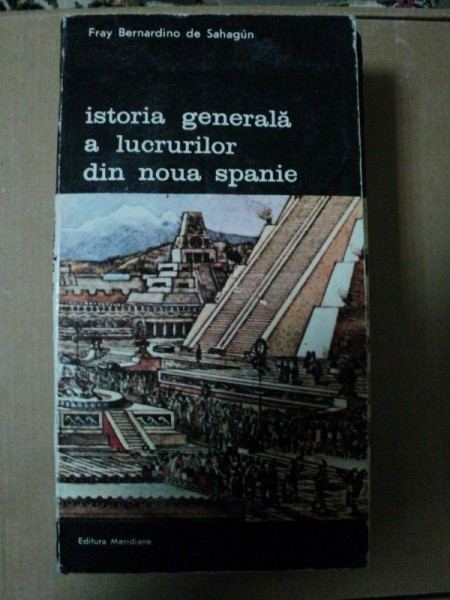 Fray Bernardino de Sahagún
istoria generală
a lucrurilor
din noua spanie
Editura Meridiane